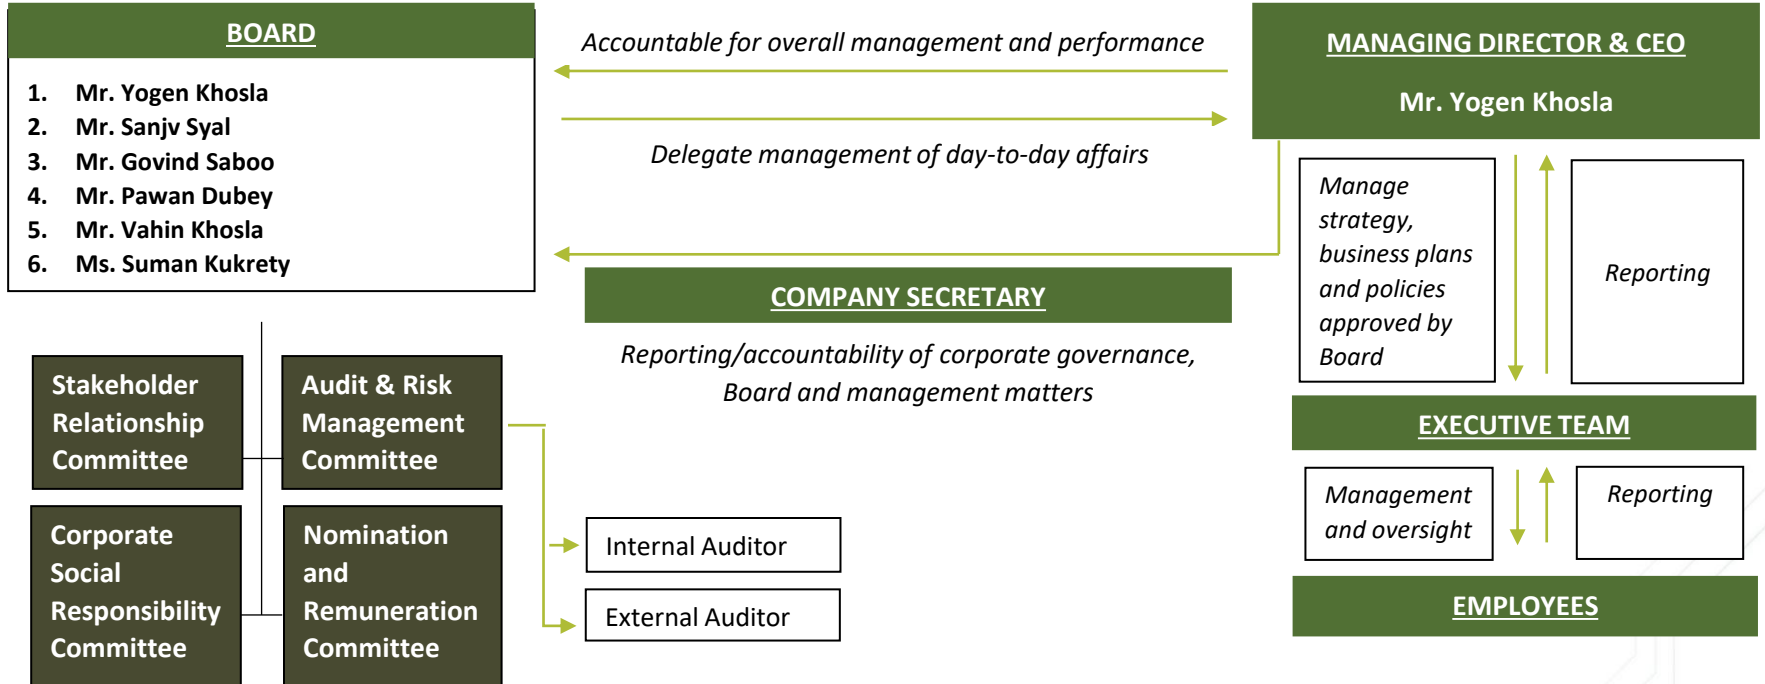 BOARD
1. Mr. Yogen Khosla
2. Mr. Sanjv Syal
3. Mr. Govind Saboo
4. Mr. Pawan Dubey
5. Mr. Vahin Khosla
6. Ms. Suman Kukrety
Accountable for overall management and performance
Delegate management of day-to-day affairs
MANAGING DIRECTOR & CEO
Mr. Yogen Khosla
COMPANY SECRETARY
Reporting/accountability of corporate governance,
Board and management matters
Manage
strategy,
business plans
and policies
approved by
Board
Reporting
EXECUTIVE TEAM
Management
and oversight
Reporting
EMPLOYEES
Stakeholder
Relationship
Committee
Audit & Risk
Management
Committee
Corporate
Social
Responsibility
Committee
Nomination
and
Remuneration
Committee
Internal Auditor
External Auditor